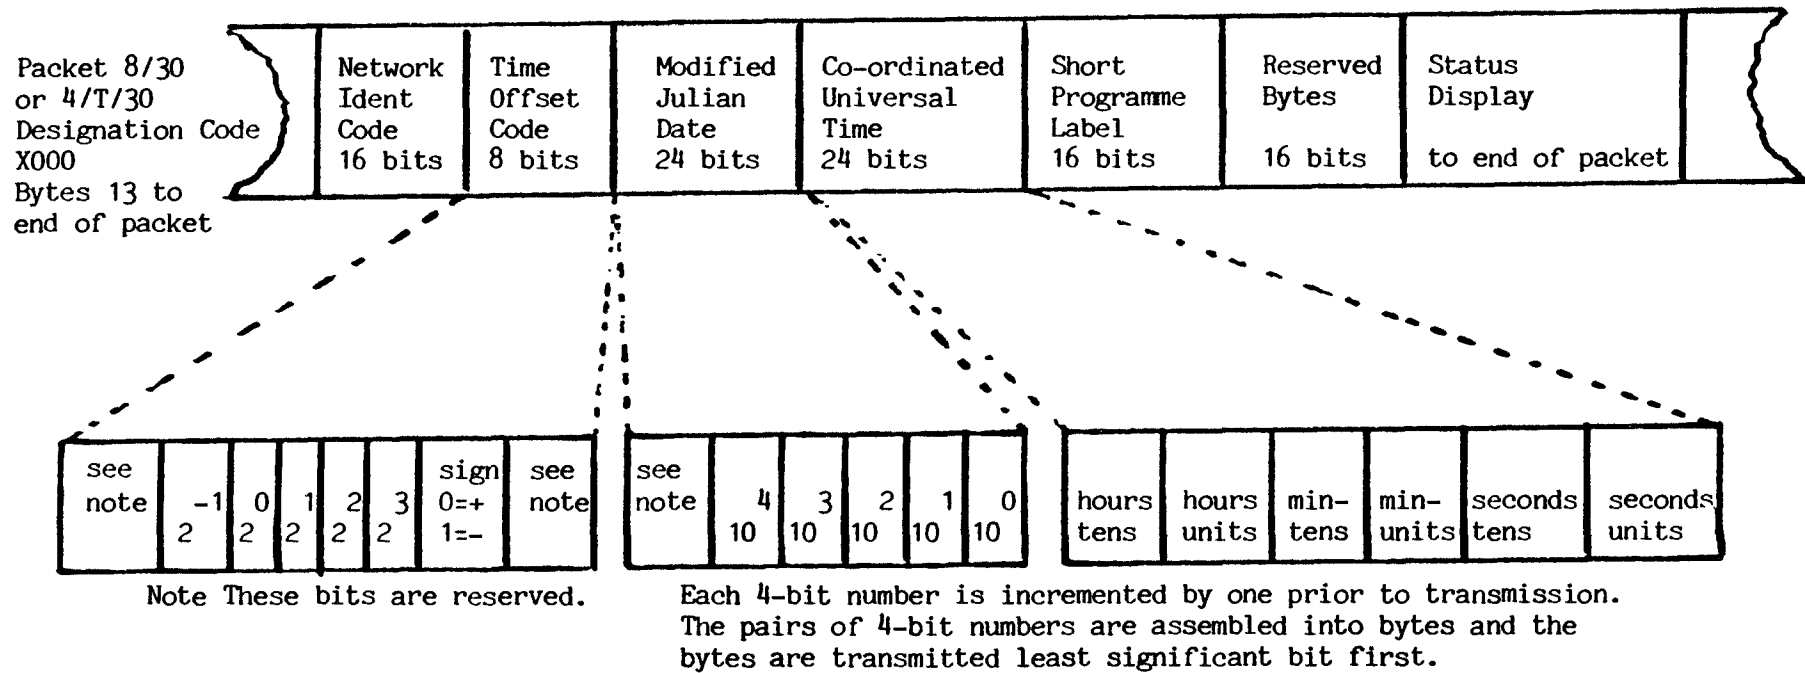 Packet 8/30
or 4/T/30
Designation Code
X000
Bytes 13 to
end of packet
Network
Ident
Code
16 bits
Time
Offset
Code
8 bits
Modified
Julian
Date
24 bits
Co-ordinated
Universal
Time
24 bits
Short
Programme
Label
16 bits
Reserved
Bytes
16 bits
Status
Display
to end of packet
see
note
-1
2
0
2
1
2
2
2
3
2
sign
0=+
1=-
see
note
see
note
4
10
3
10
2
10
1
10
0
10
hours
tens
hours
units
min-
tens
min-
units
seconds
tens
seconds
units
Note These bits are reserved.
Each 4-bit number is incremented by one prior to transmission.
The pairs of 4-bit numbers are assembled into bytes and the
bytes are transmitted least significant bit first.